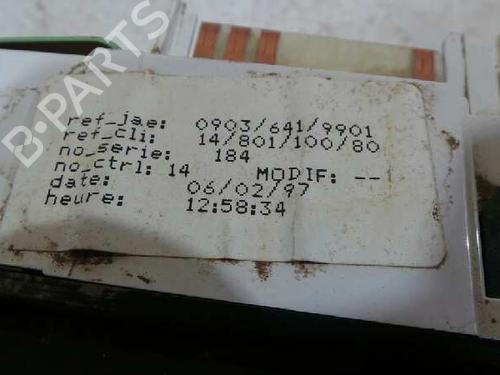 B-PARTS
ref_jae: 0903/641/9901
ref_cli: 14/801/100/80
no_serie: 184
no_ctrl: 14 MODIF: --
date: 06/02/97
heure: 12:58:34